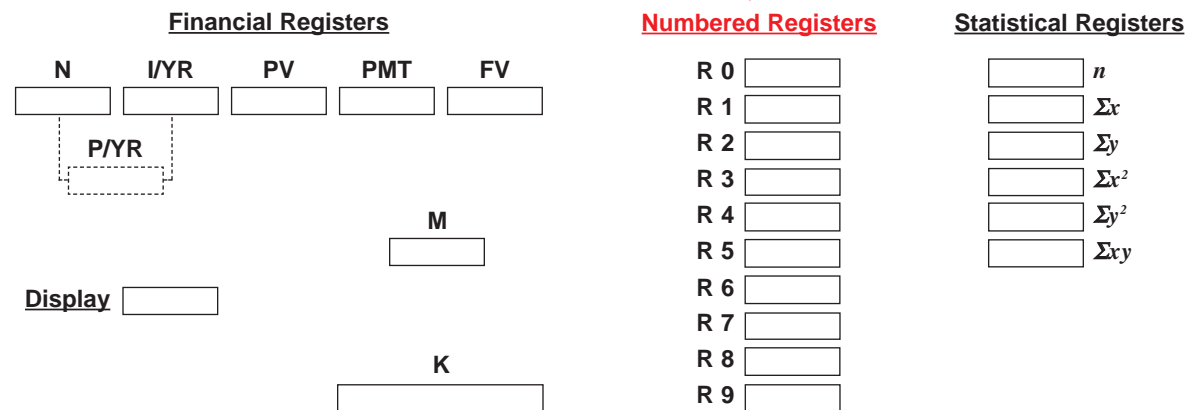 Financial Registers
N I/YR PV PMT FV
P/YR
M
Display
K
Numbered Registers
R 0
R 1
R 2
R 3
R 4
R 5
R 6
R 7
R 8
R 9
Statistical Registers
n
Σx
Σy
Σx²
Σy²
Σxy